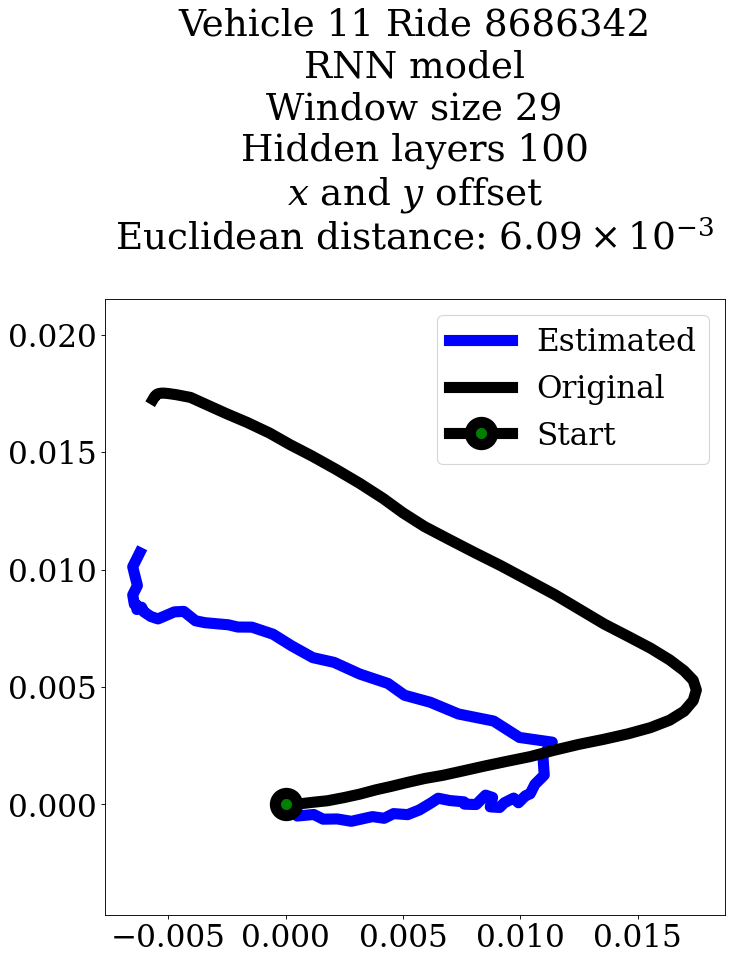 Vehicle 11 Ride 8686342
RNN model
Window size 29
Hidden layers 100
x and y offset
Euclidean distance: 6.09 × 10⁻³
Estimated
Original
Start
0.020
0.015
0.010
0.005
0.000
−0.005 0.000 0.005 0.010 0.015